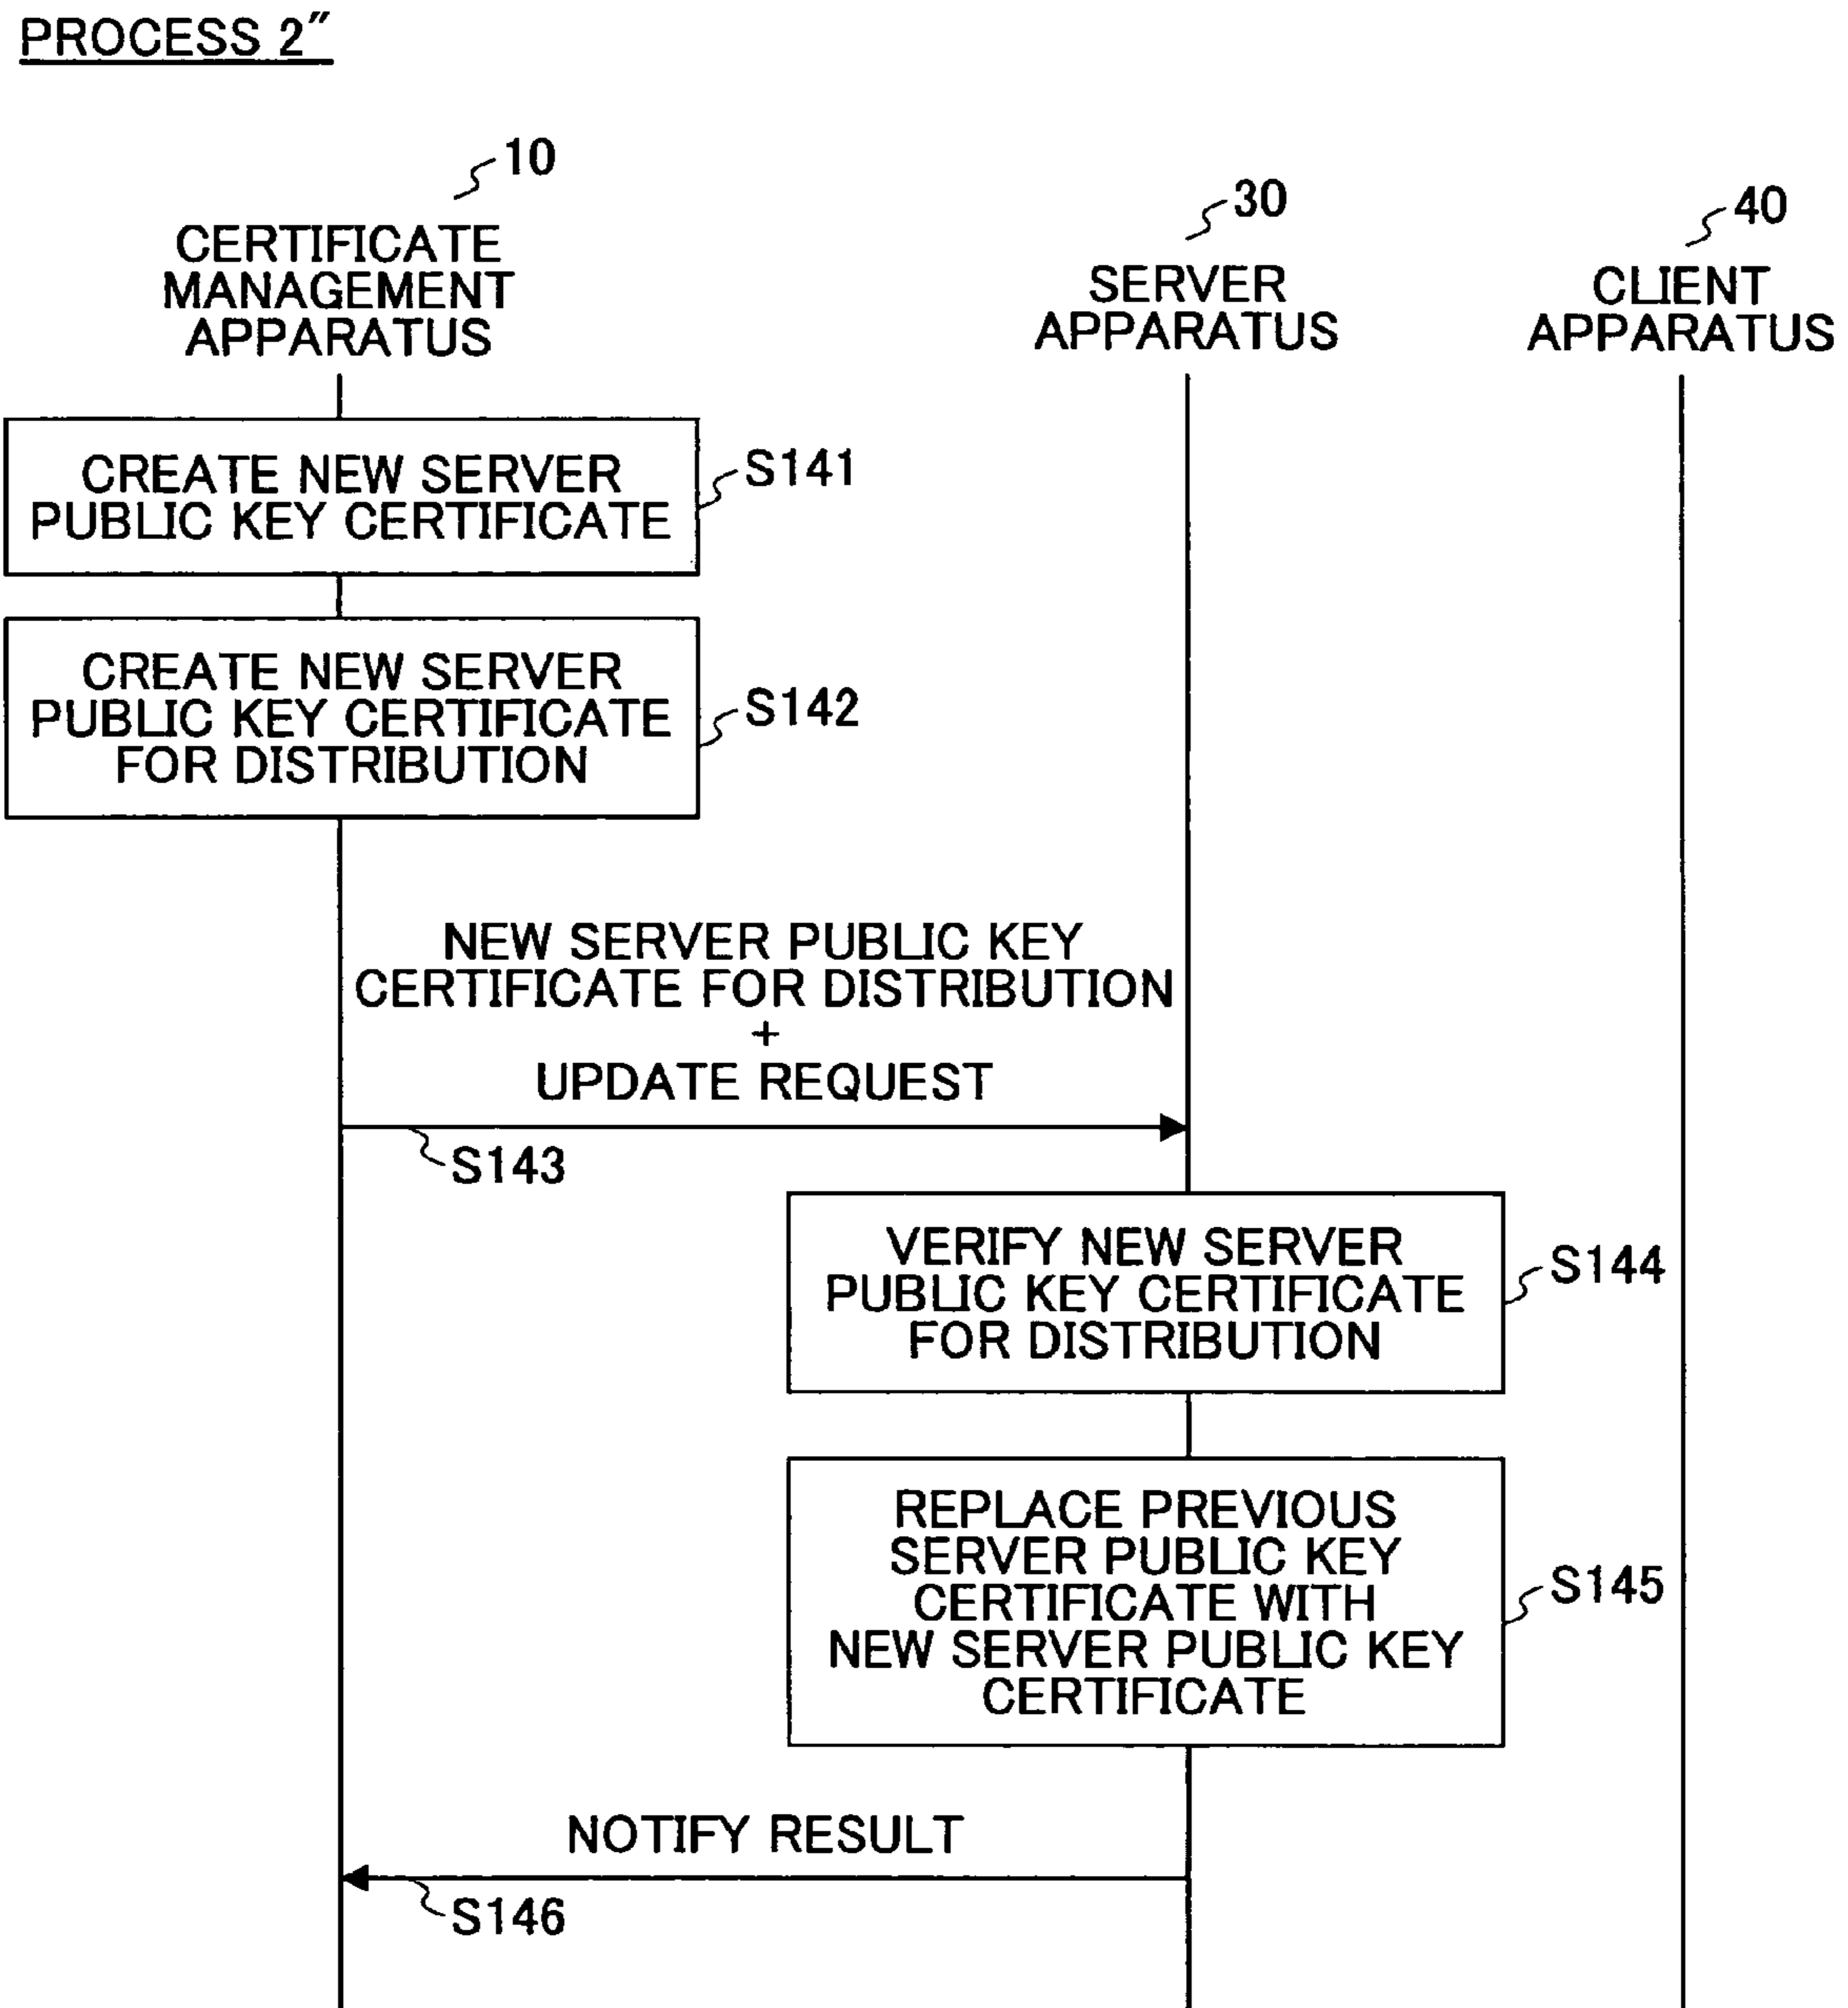 PROCESS 2″
10
CERTIFICATE
MANAGEMENT
APPARATUS
30
SERVER
APPARATUS
40
CLIENT
APPARATUS
CREATE NEW SERVER
PUBLIC KEY CERTIFICATE
S141
CREATE NEW SERVER
PUBLIC KEY CERTIFICATE
FOR DISTRIBUTION
S142
NEW SERVER PUBLIC KEY
CERTIFICATE FOR DISTRIBUTION
+
UPDATE REQUEST
S143
VERIFY NEW SERVER
PUBLIC KEY CERTIFICATE
FOR DISTRIBUTION
S144
REPLACE PREVIOUS
SERVER PUBLIC KEY
CERTIFICATE WITH
NEW SERVER PUBLIC KEY
CERTIFICATE
S145
NOTIFY RESULT
S146